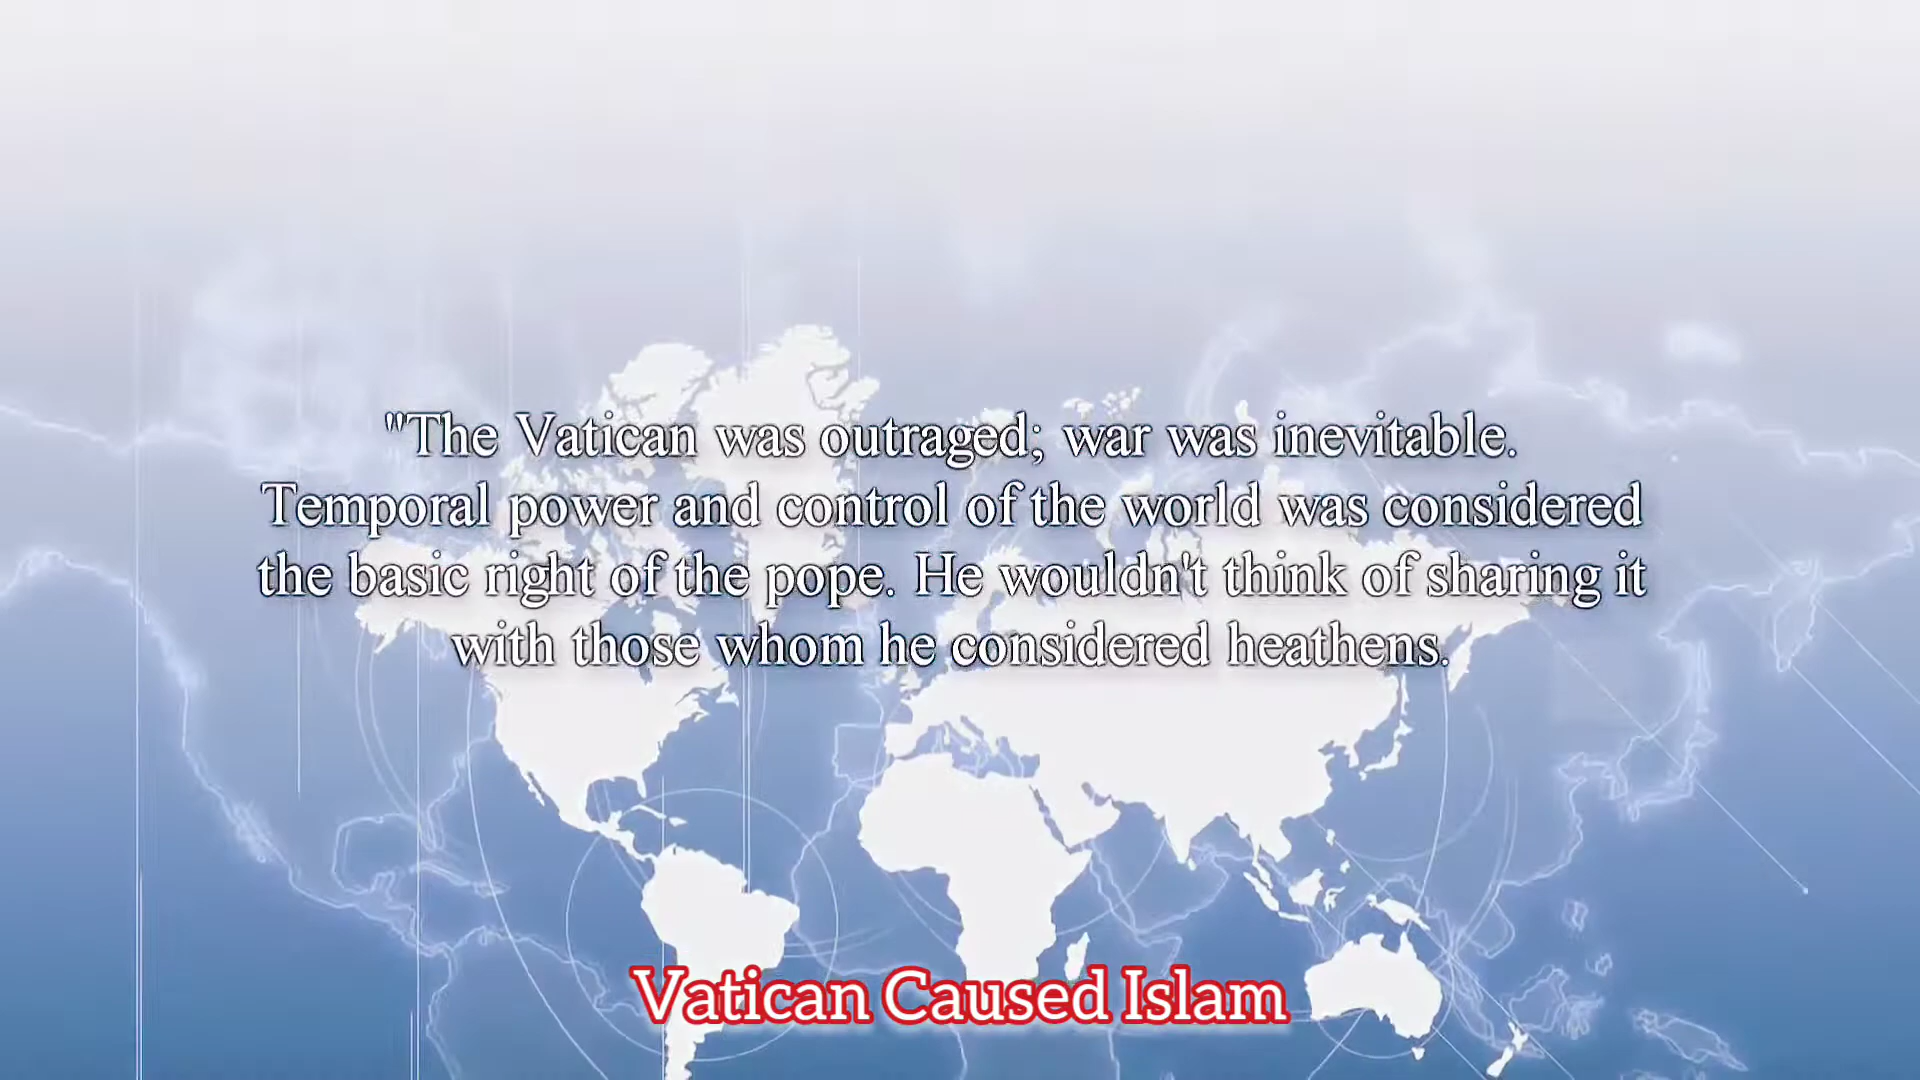 "The Vatican was outraged; war was inevitable.
Temporal power and control of the world was considered
the basic right of the pope. He wouldn't think of sharing it
with those whom he considered heathens.
Vatican Caused Islam